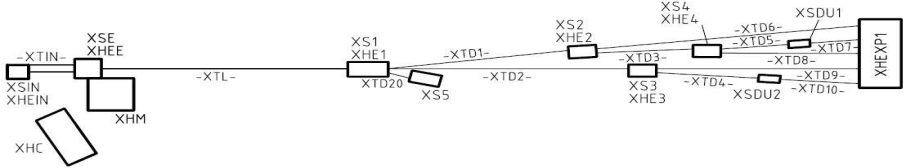 XSE
XHEE
-XTIN-
XSIN
XHEIN
XHM
XHC
-XTL-
XS1
XHE1
XTD20
XS5
-XTD1-
-XTD2-
XS2
XHE2
-XTD3-
XS3
XHE3
XS4
XHE4
-XTD4-
-XTD6-
-XTD5-
XSDU1
-XTD7-
-XTD8-
XSDU2
-XTD9-
-XTD10-
XHEXP1